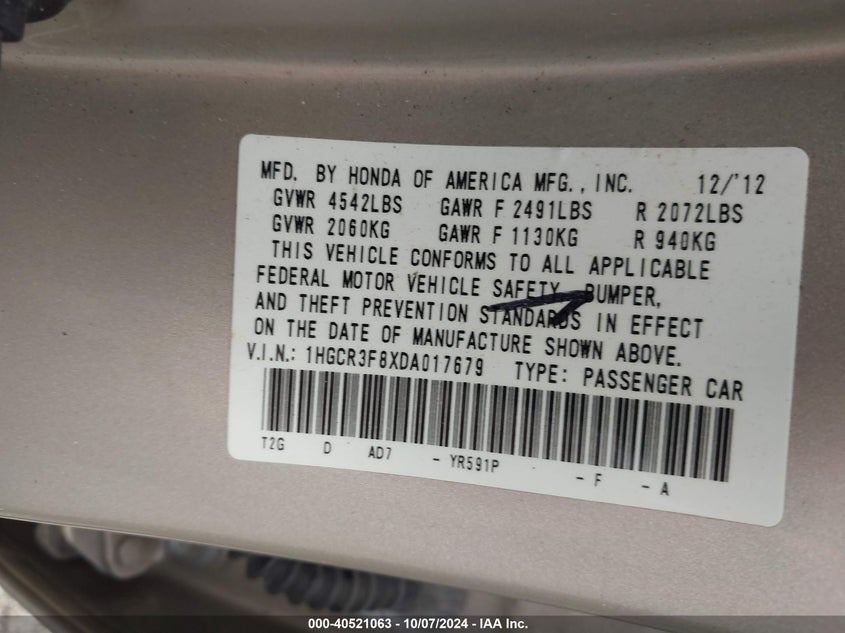 MFD. BY HONDA OF AMERICA MFG., INC. 12/'12
GVWR 4542LBS GAWR F 2491LBS R 2072LBS
GVWR 2060KG GAWR F 1130KG R 940KG
THIS VEHICLE CONFORMS TO ALL APPLICABLE
FEDERAL MOTOR VEHICLE SAFETY, BUMPER,
AND THEFT PREVENTION STANDARDS IN EFFECT
ON THE DATE OF MANUFACTURE SHOWN ABOVE.
V.I.N.: 1HGCR3F8XDA017679 TYPE: PASSENGER CAR
T2G D AD7 - YR591P - F - A
000-40521063 - 10/07/2024 - IAA Inc.